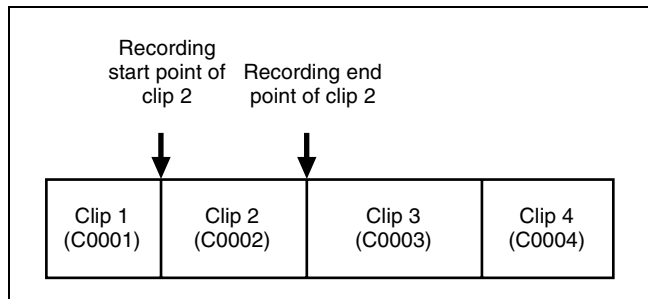 Recording
start point of
clip 2
Recording end
point of clip 2
Clip 1
(C0001)
Clip 2
(C0002)
Clip 3
(C0003)
Clip 4
(C0004)